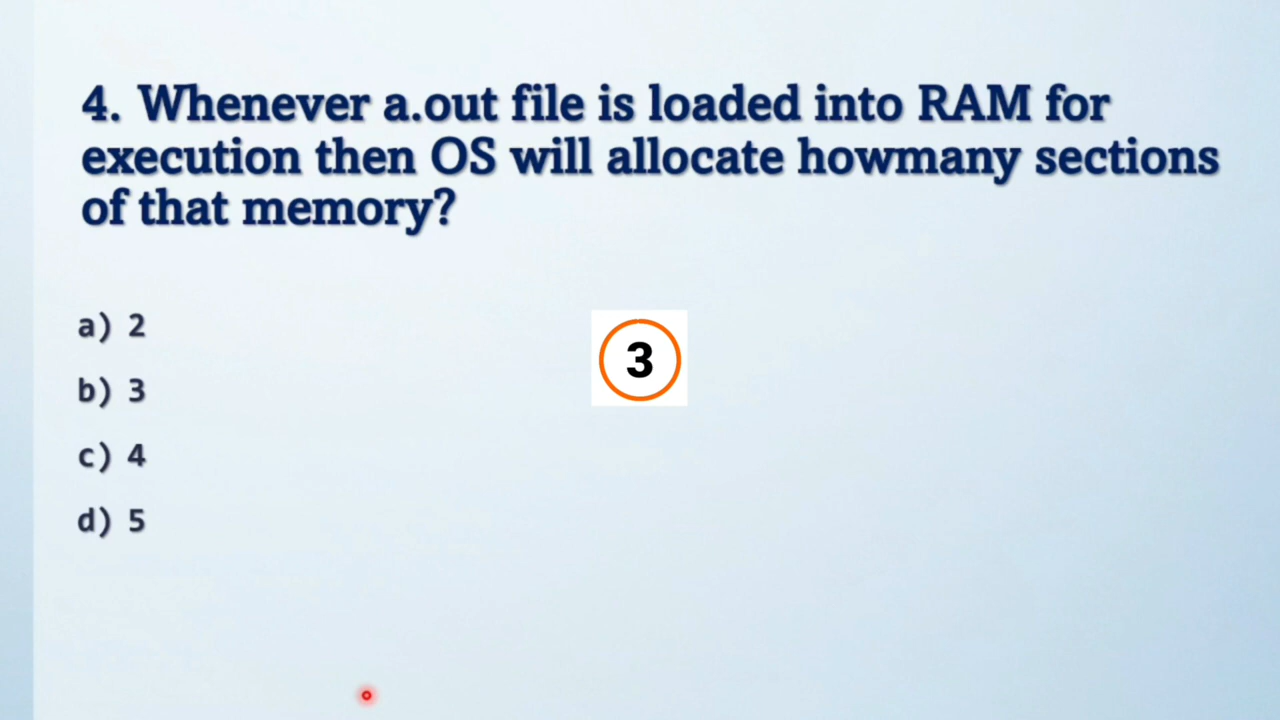 4. Whenever a.out file is loaded into RAM for
execution then OS will allocate howmany sections
of that memory?
a) 2
b) 3
3
c) 4
d) 5